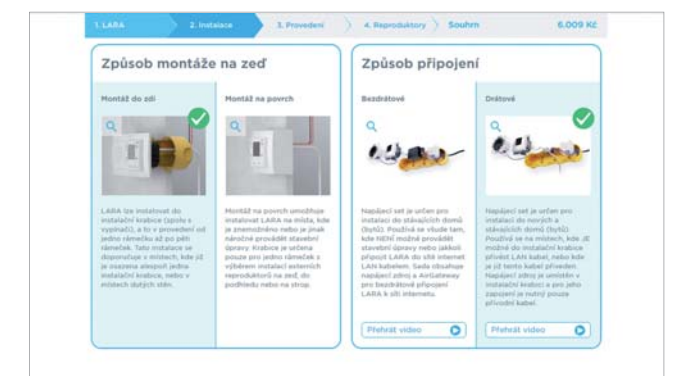 1. LARA
2. Instalace
3. Provedení
4. Reproduktory
Souhrn
6.009 Kč
Způsob montáže na zeď
Způsob připojení
Montáž do zdi
Montáž na povrch
Bezdrátové
Drátové
LARA lze instalovat do
instalační krabice (spolu s
vypínači), a to v provedení od
jedno rámečku až po pěti
rámeček. Tato instalace se
doporučuje v místech, kde již
je osazena alespoň jedna
instalační krabice, nebo v
místech dutých stěn.
Montáž na povrch umožňuje
instalovat LARA na místa, kde
je znemožněno nebo je jinak
náročné provádět stavební
úpravy. Krabice je určena
pouze pro jedno rámeček s
výběrem instalací externích
reproduktorů na zeď, do
podhledu nebo na strop.
Napájecí set je určen pro
instalaci do stávajících domů
(bytů). Používá se všude tam,
kde NENÍ možné provádět
stavební úpravy nebo jakkoli
připojit LARA do sítě internet
LAN kabelem. Sada obsahuje
napájecí zdroj a AirGateway
pro bezdrátové připojení
LARA k síti internetu.
Napájecí set je určen pro
instalaci do nových a
stávajících domů (bytů).
Používá se na místech, kde JE
možné do instalační krabice
přivést LAN kabel, nebo kde
je již tento kabel přiveden.
Napájecí zdroj je umístěn v
instalační krabici a pro jeho
zapojení je nutný pouze
přívodní kabel.
Přehrát video
Přehrát video